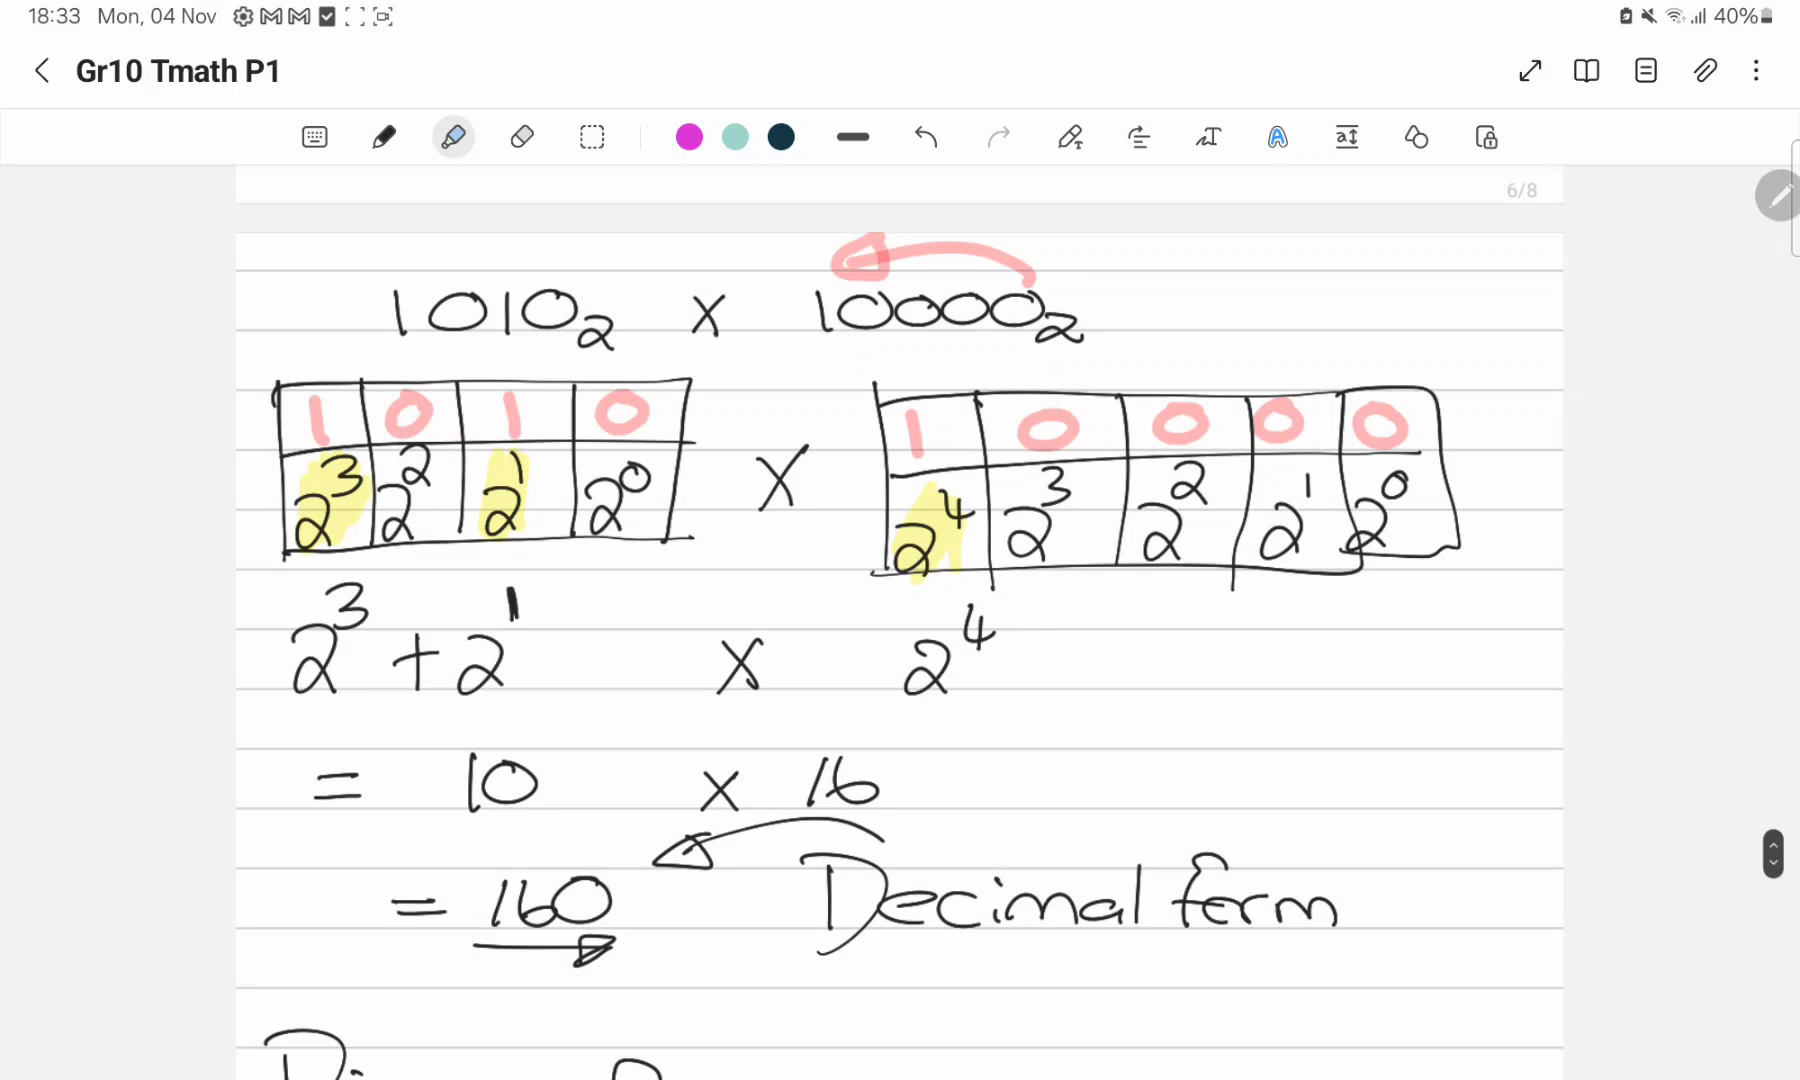 18:33 Mon, 04 Nov 40%
Gr10 Tmath P1
6/8
1010₂ x 10000₂
1 0 1 0 x 1 0 0 0 0
2³ 2² 2¹ 2⁰ 2⁴ 2³ 2² 2¹ 2⁰
2³ + 2¹ x 2⁴
= 10 x 16
= 160 Decimal form